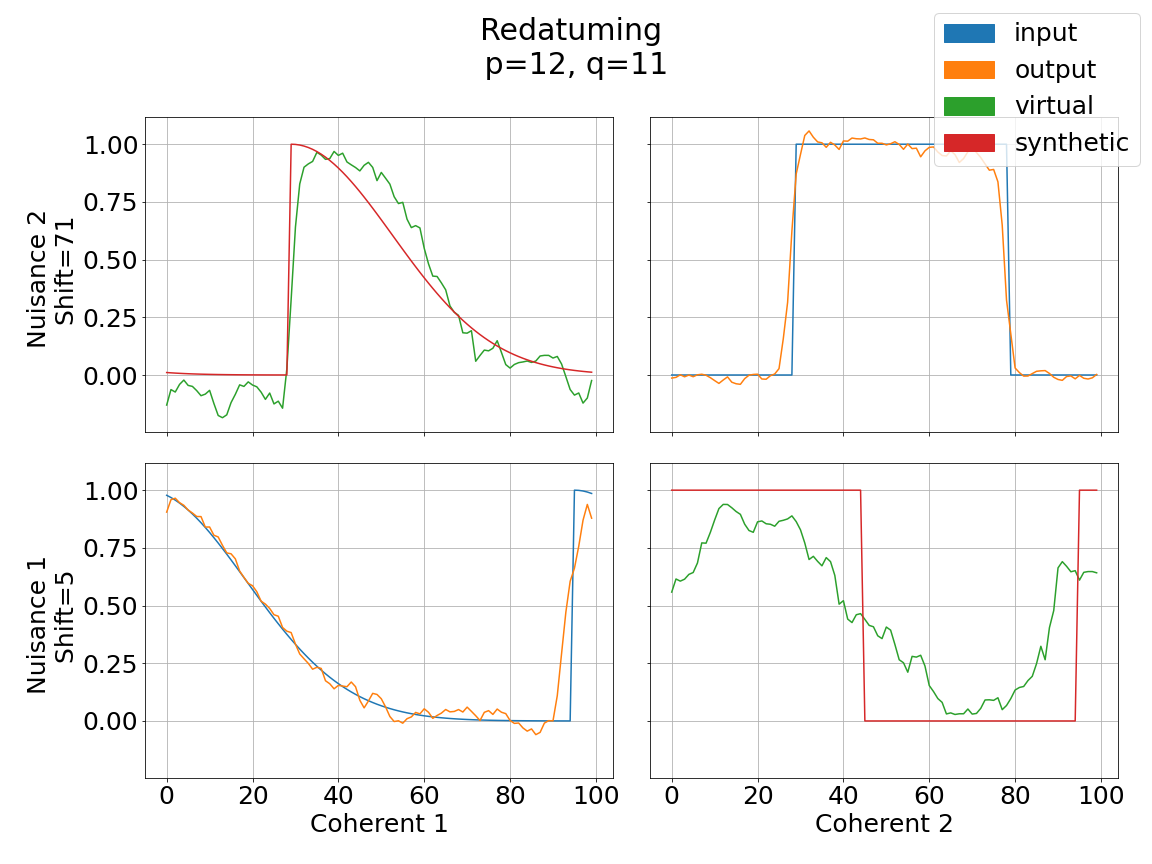 Redatuming
p=12, q=11
input
output
virtual
synthetic
Nuisance 2
Shift=71
1.00
0.75
0.50
0.25
0.00
Nuisance 1
Shift=5
1.00
0.75
0.50
0.25
0.00
0 20 40 60 80 100
0 20 40 60 80 100
Coherent 1
Coherent 2